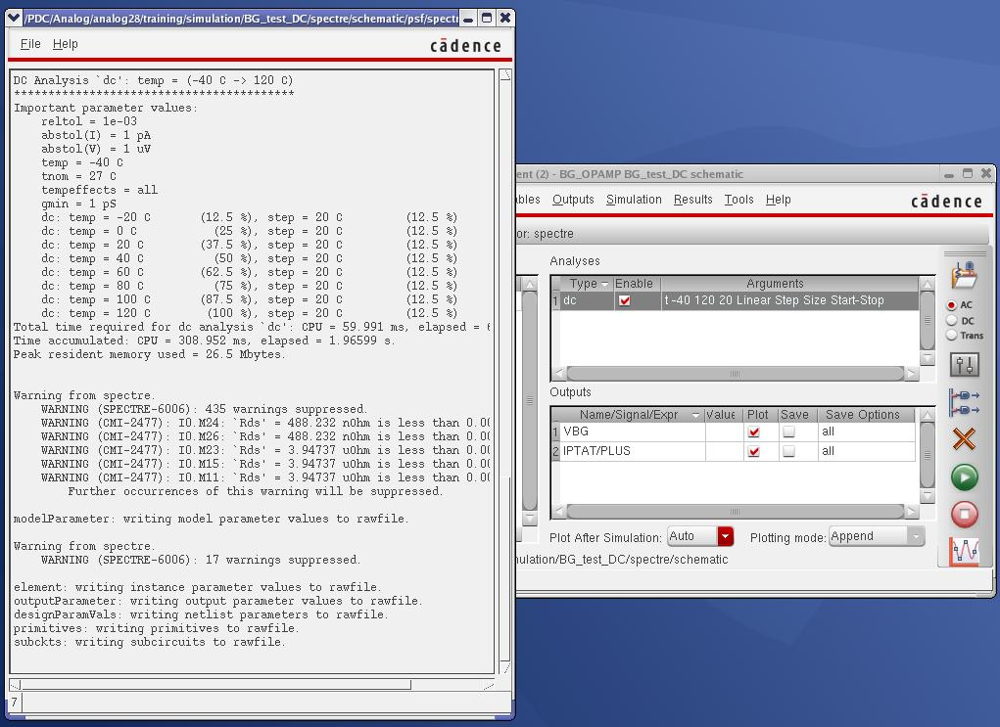 /PDC/Analog/analog28/training/simulation/BG_test_DC/spectre/schematic/psf/spectr
File Help
cādence
DC Analysis `dc': temp = (-40 C -> 120 C)
*****************************************
Important parameter values:
reltol = 1e-03
abstol(I) = 1 pA
abstol(V) = 1 uV
temp = -40 C
tnom = 27 C
tempeffects = all
gmin = 1 pS
dc: temp = -20 C (12.5 %), step = 20 C (12.5 %)
dc: temp = 0 C (25 %), step = 20 C (12.5 %)
dc: temp = 20 C (37.5 %), step = 20 C (12.5 %)
dc: temp = 40 C (50 %), step = 20 C (12.5 %)
dc: temp = 60 C (62.5 %), step = 20 C (12.5 %)
dc: temp = 80 C (75 %), step = 20 C (12.5 %)
dc: temp = 100 C (87.5 %), step = 20 C (12.5 %)
dc: temp = 120 C (100 %), step = 20 C (12.5 %)
Total time required for dc analysis `dc': CPU = 59.991 ms, elapsed =
Time accumulated: CPU = 308.952 ms, elapsed = 1.96599 s.
Peak resident memory used = 26.5 Mbytes.
Warning from spectre.
WARNING (SPECTRE-6006): 435 warnings suppressed.
WARNING (CMI-2477): I0.M24: `Rds' = 488.232 nOhm is less than 0.00
WARNING (CMI-2477): I0.M26: `Rds' = 488.232 nOhm is less than 0.00
WARNING (CMI-2477): I0.M23: `Rds' = 3.94737 uOhm is less than 0.00
WARNING (CMI-2477): I0.M15: `Rds' = 3.94737 uOhm is less than 0.00
WARNING (CMI-2477): I0.M11: `Rds' = 3.94737 uOhm is less than 0.00
Further occurrences of this warning will be suppressed.
modelParameter: writing model parameter values to rawfile.
Warning from spectre.
WARNING (SPECTRE-6006): 17 warnings suppressed.
element: writing instance parameter values to rawfile.
outputParameter: writing output parameter values to rawfile.
designParamVals: writing netlist parameters to rawfile.
primitives: writing primitives to rawfile.
subckts: writing subcircuits to rawfile.
7
ent (2) - BG_OPAMP BG_test_DC schematic
bles Outputs Simulation Results Tools Help
cādence
or: spectre
Analyses
Type Enable Arguments
1 dc t -40 120 20 Linear Step Size Start-Stop
Outputs
Name/Signal/Expr Value Plot Save Save Options
1 VBG all
2 IPTAT/PLUS all
Plot After Simulation: Auto Plotting mode: Append
nulation/BG_test_DC/spectre/schematic
AC
DC
Trans